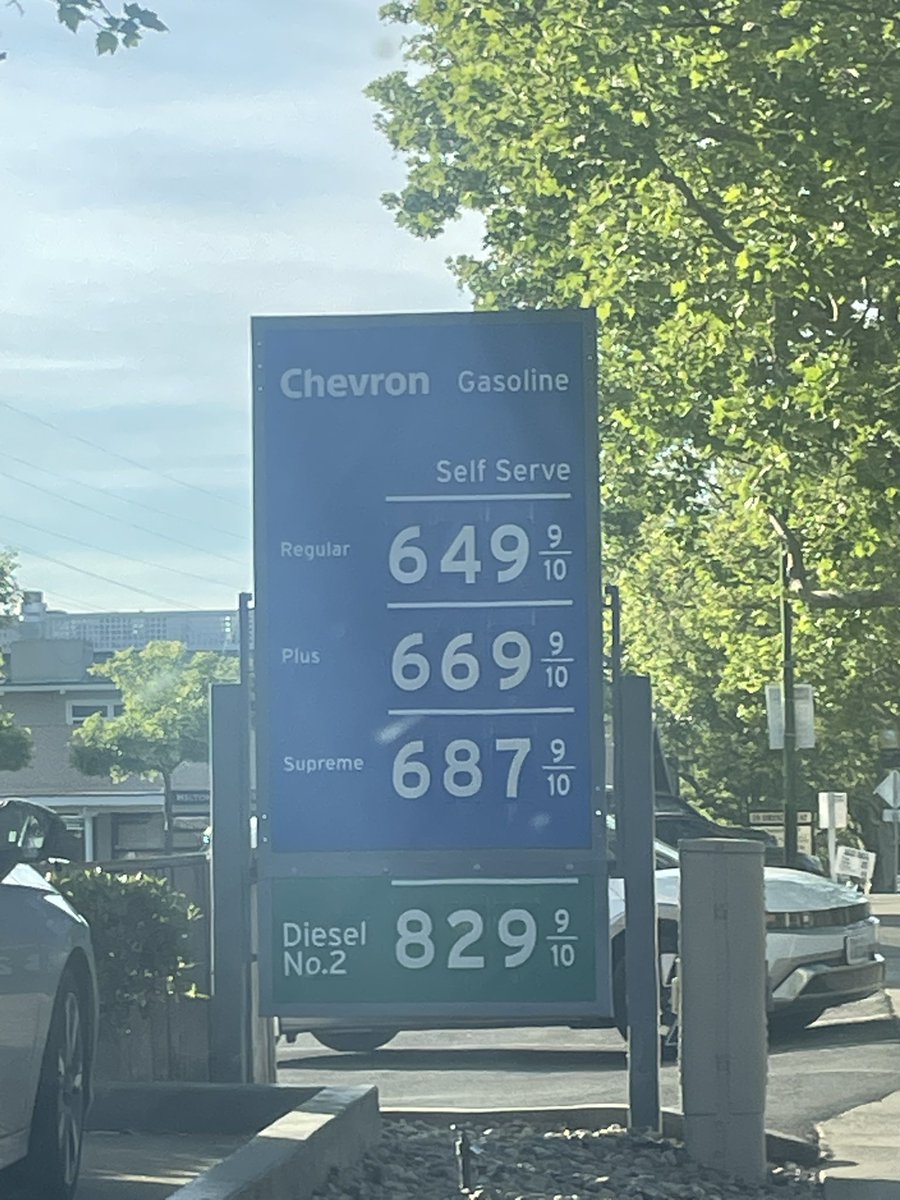 Chevron Gasoline
Self Serve
Regular 649 9/10
Plus 669 9/10
Supreme 687 9/10
Diesel
No.2 829 9/10